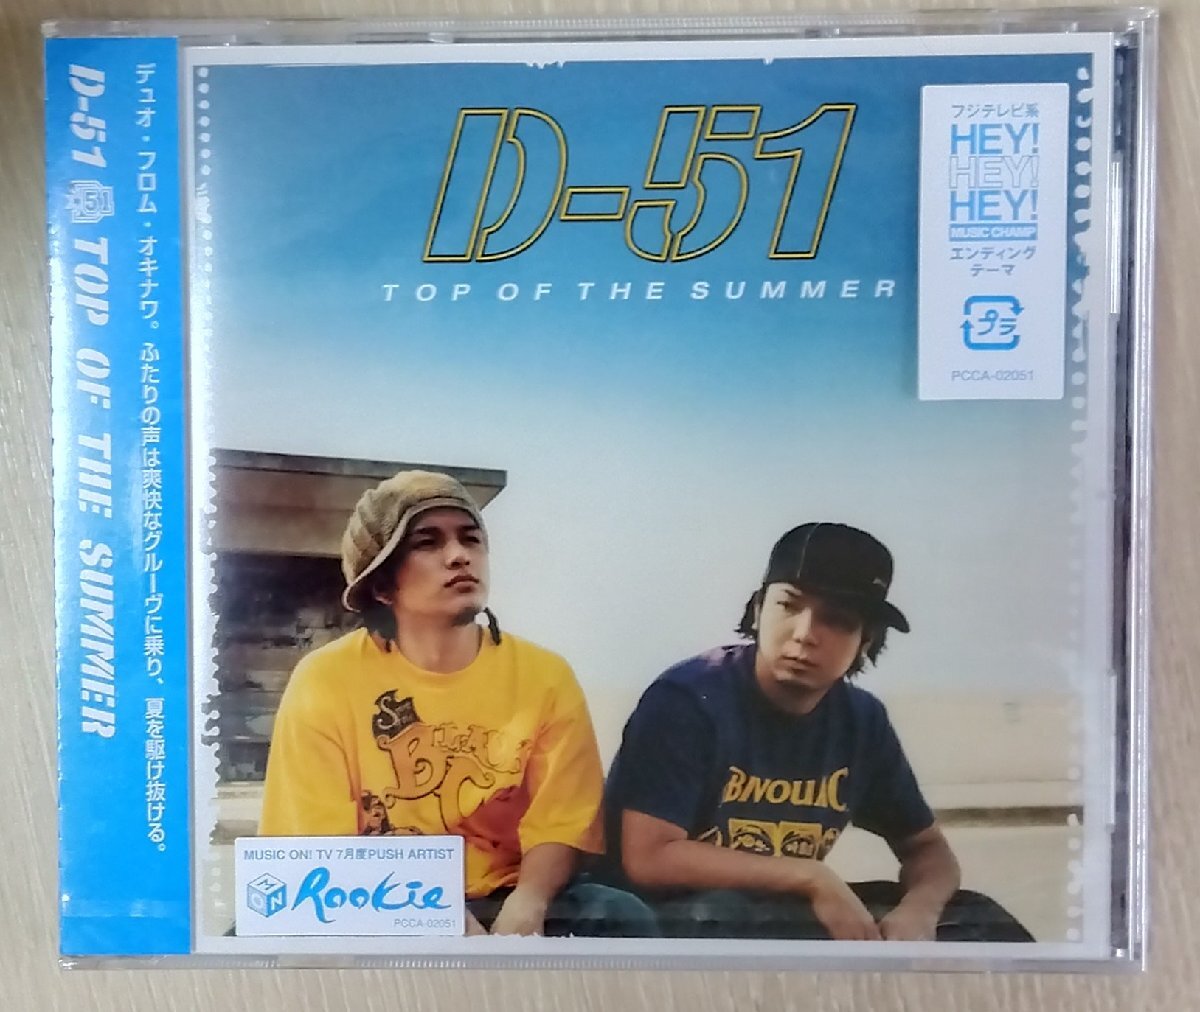 D-51 TOP OF THE SUMMER
デュオ・フロム・オキナワ。ふたりの声は爽快なグルーヴに乗り、夏を駆け抜ける。
D-51
TOP OF THE SUMMER
フジテレビ系
HEY!
HEY!
HEY!
MUSIC CHAMP
エンディング
テーマ
プラ
PCCA-02051
MUSIC ON! TV 7月度PUSH ARTIST
MON
Rookie
PCCA-02051